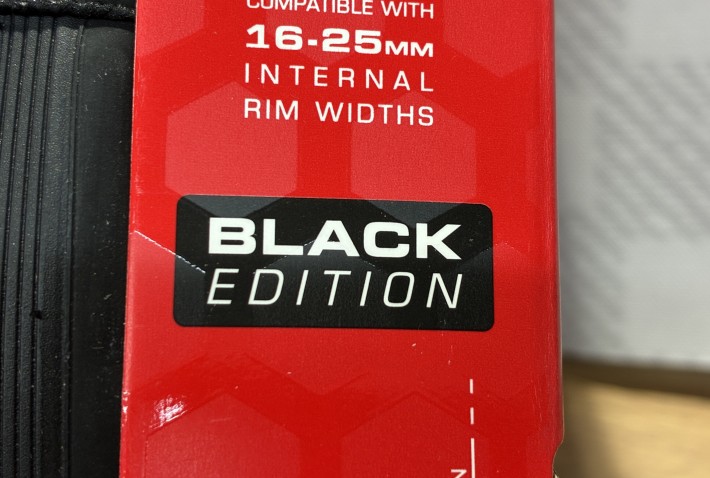 COMPATIBLE WITH
16-25MM
INTERNAL
RIM WIDTHS
BLACK
EDITION